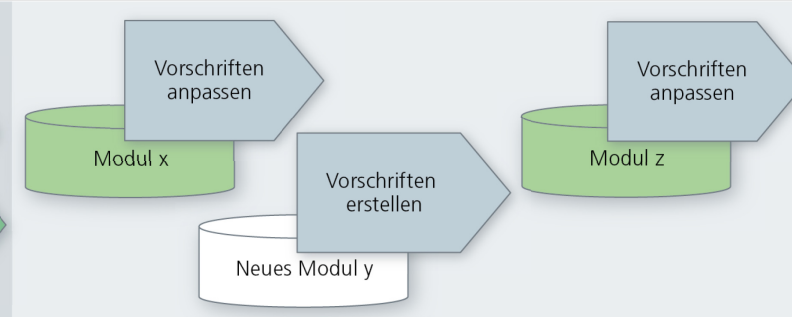 Vorschriften
anpassen
Modul x
Vorschriften
erstellen
Neues Modul y
Vorschriften
anpassen
Modul z